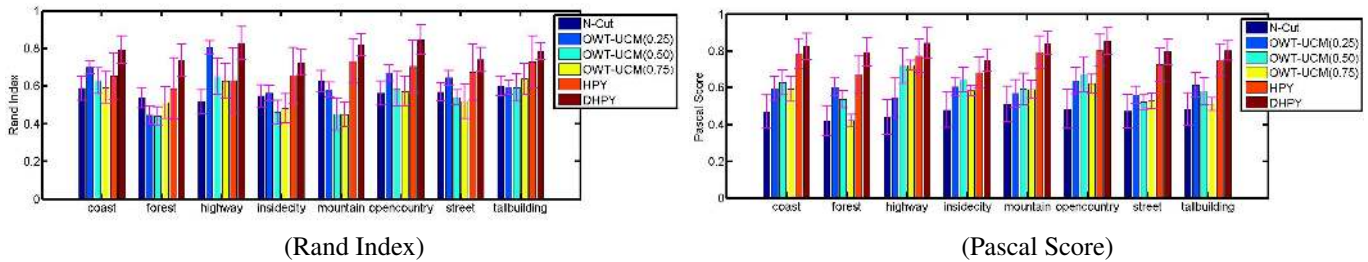 Rand Index
1
0.8
0.6
0.4
0.2
0
coast forest highway insidecity mountain opencountry street tallbuilding
N-Cut
OWT-UCM(0.25)
OWT-UCM(0.50)
OWT-UCM(0.75)
HPY
DHPY
(Rand Index)
Pascal Score
1
0.8
0.6
0.4
0.2
0
coast forest highway insidecity mountain opencountry street tallbuilding
N-Cut
OWT-UCM(0.25)
OWT-UCM(0.50)
OWT-UCM(0.75)
HPY
DHPY
(Pascal Score)